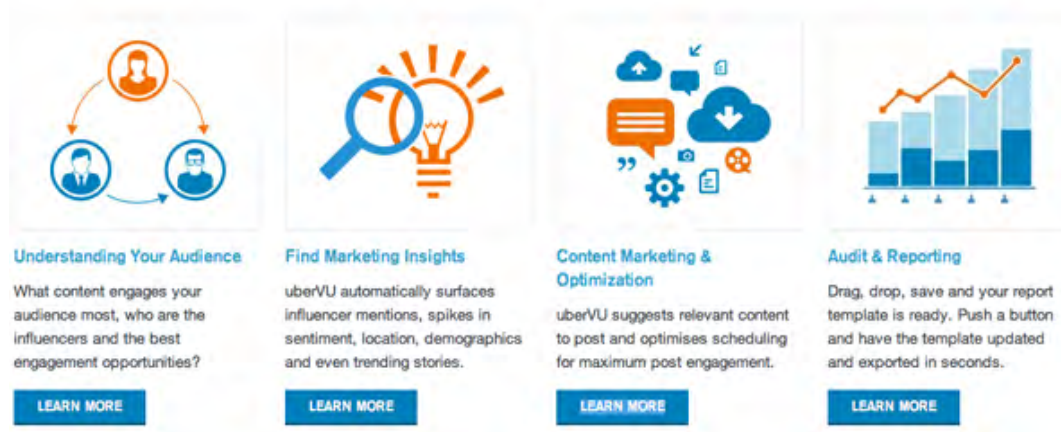 Understanding Your Audience
What content engages your
audience most, who are the
influencers and the best
engagement opportunities?
LEARN MORE
Find Marketing Insights
uberVU automatically surfaces
influencer mentions, spikes in
sentiment, location, demographics
and even trending stories.
LEARN MORE
Content Marketing &
Optimization
uberVU suggests relevant content
to post and optimises scheduling
for maximum post engagement.
LEARN MORE
Audit & Reporting
Drag, drop, save and your report
template is ready. Push a button
and have the template updated
and exported in seconds.
LEARN MORE